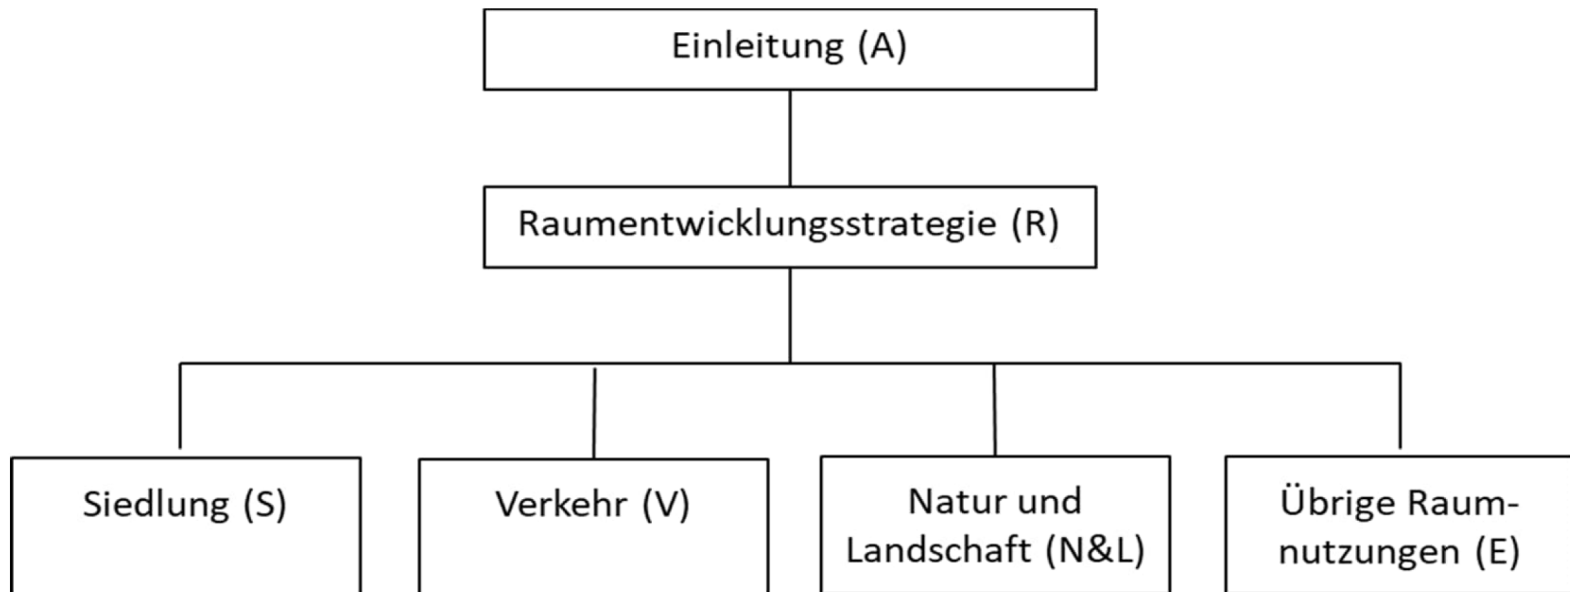 Einleitung (A)
Raumentwicklungsstrategie (R)
Siedlung (S)
Verkehr (V)
Natur und
Landschaft (N&L)
Übrige Raum-
nutzungen (E)